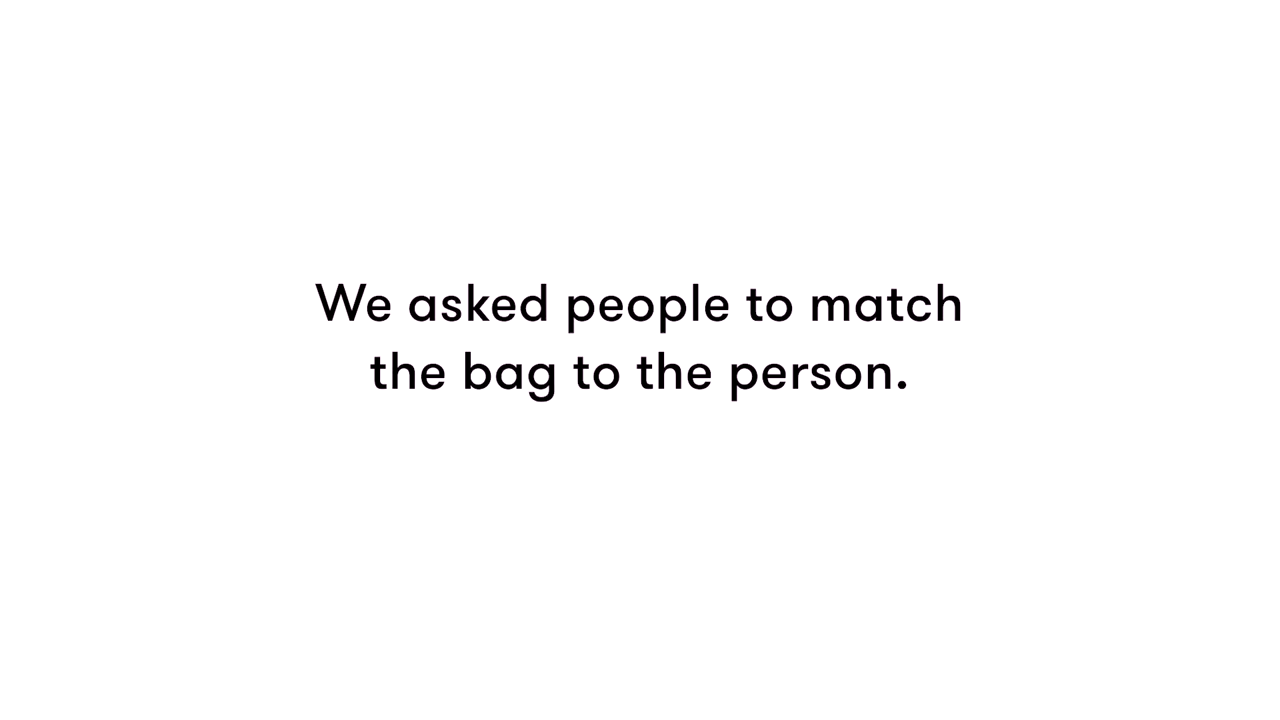 We asked people to match
the bag to the person.